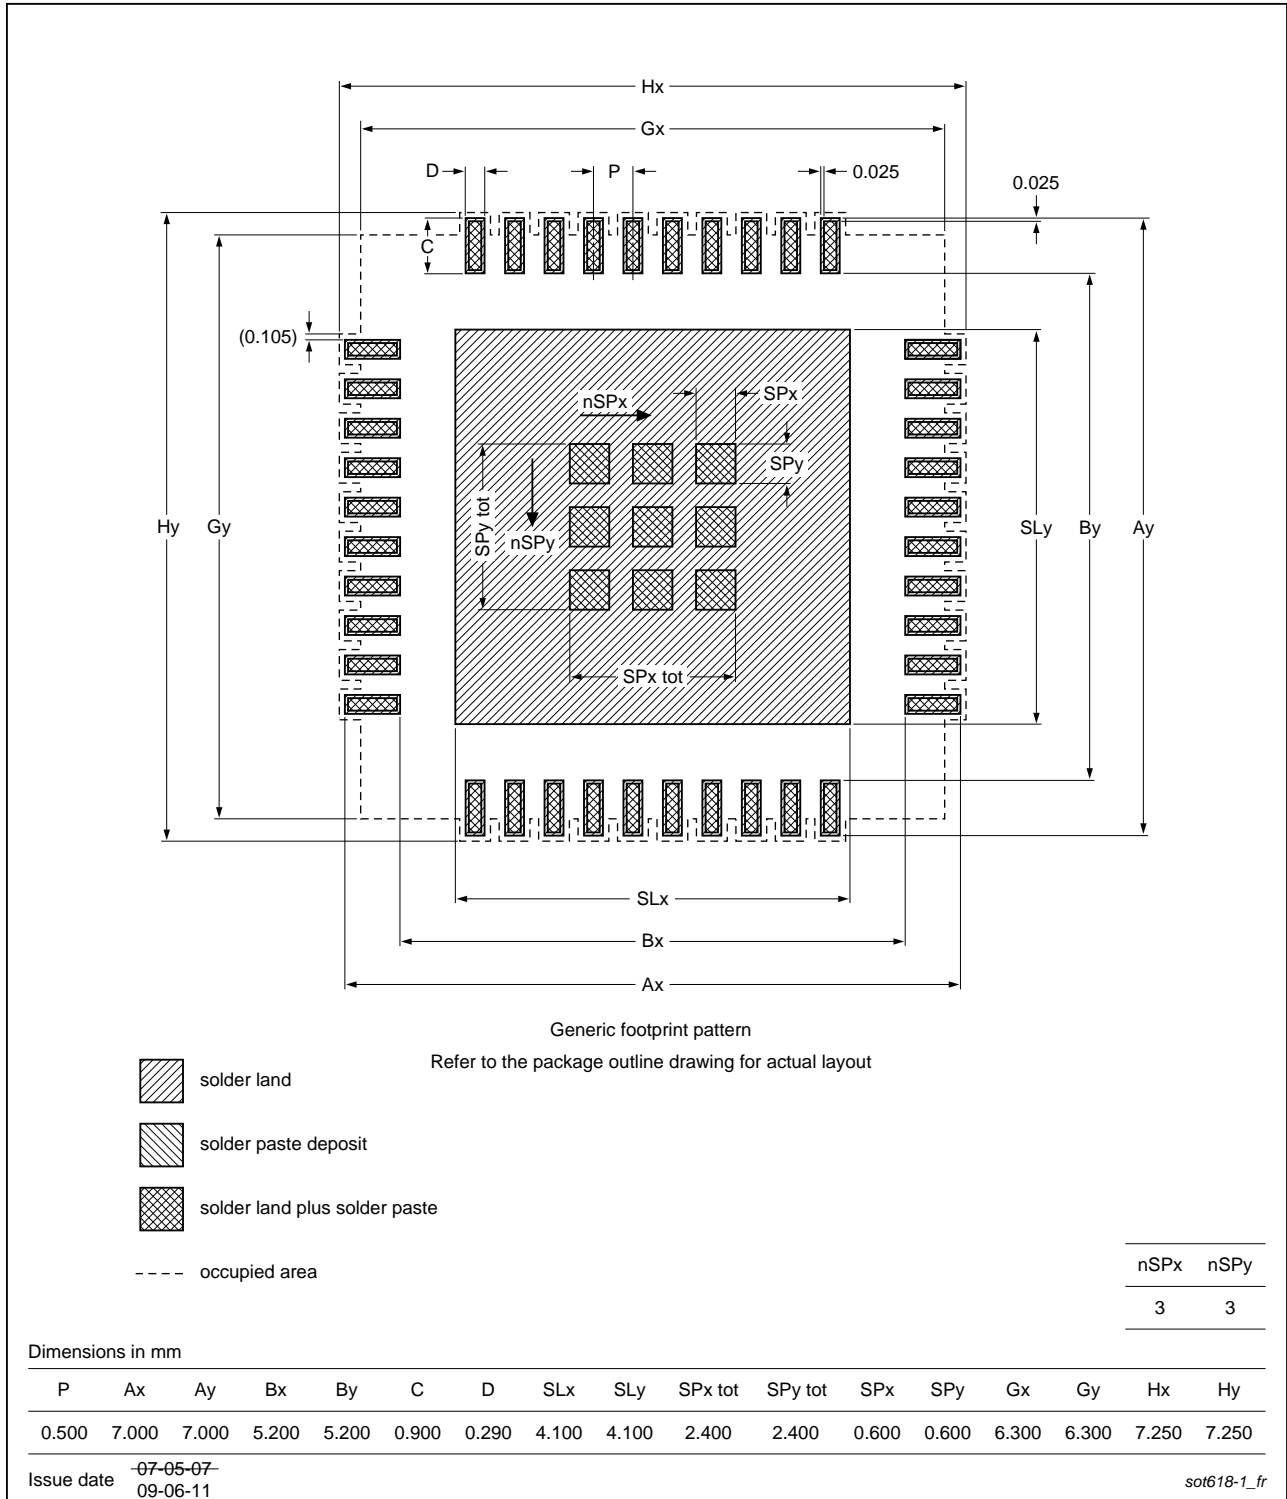 Hx
Gx
D
P
0.025
0.025
C
(0.105)
nSPx
SPx
SPy
SPy tot
nSPy
Hy
Gy
SLy
By
Ay
SPx tot
SLx
Bx
Ax
Generic footprint pattern
Refer to the package outline drawing for actual layout
solder land
solder paste deposit
solder land plus solder paste
occupied area
nSPx nSPy
3 3
Dimensions in mm
P Ax Ay Bx By C D SLx SLy SPx tot SPy tot SPx SPy Gx Gy Hx Hy
0.500 7.000 7.000 5.200 5.200 0.900 0.290 4.100 4.100 2.400 2.400 0.600 0.600 6.300 6.300 7.250 7.250
Issue date 07-05-07
09-06-11
sot618-1_fr